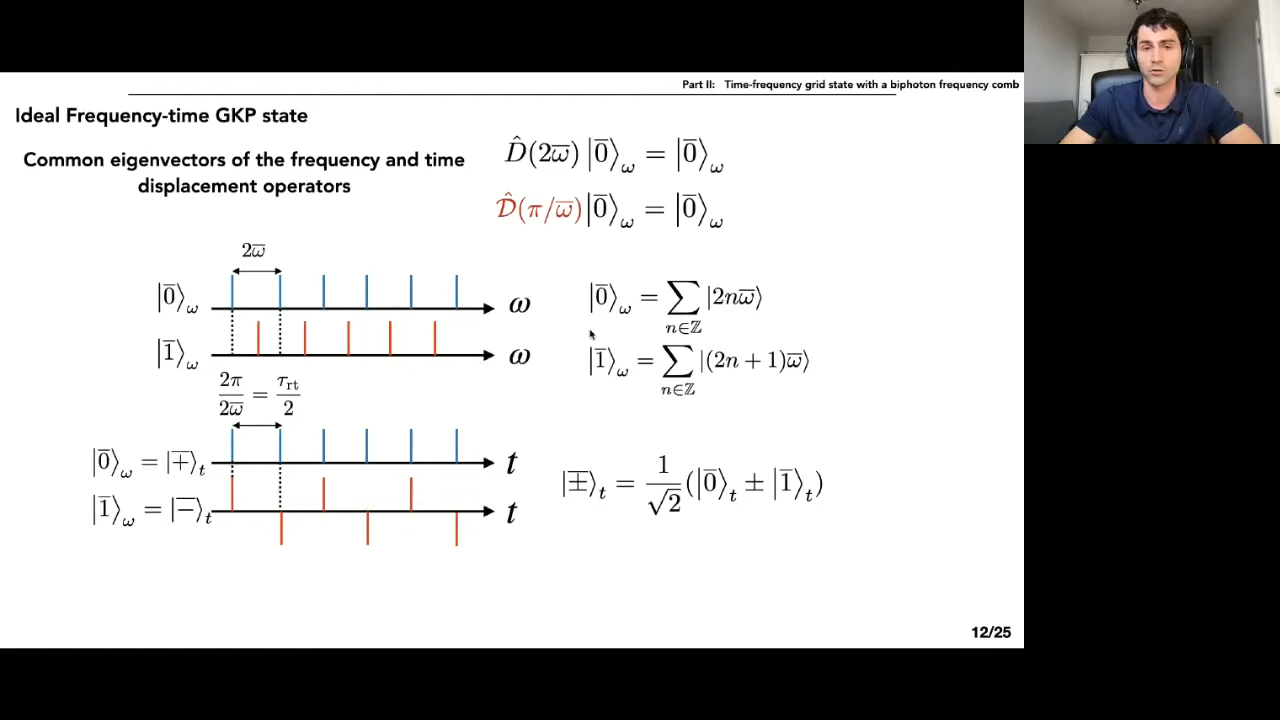 Part II: Time-frequency grid state with a biphoton frequency comb
Ideal Frequency-time GKP state
Common eigenvectors of the frequency and time
displacement operators
D̂(2ω̅)|0̅⟩_ω = |0̅⟩_ω
𝒟̂(π/ω̅)|0̅⟩_ω = |0̅⟩_ω
2ω̅
|0̅⟩_ω ω
|1̅⟩_ω ω
|0̅⟩_ω = ∑_{n∈ℤ} |2nω̅⟩
|1̅⟩_ω = ∑_{n∈ℤ} |(2n + 1)ω̅⟩
2π/2ω̅ = τ_rt/2
|0̅⟩_ω = |+̅⟩_t t
|1̅⟩_ω = |−̅⟩_t t
|±̅⟩_t = 1/√2 (|0̅⟩_t ± |1̅⟩_t)
12/25